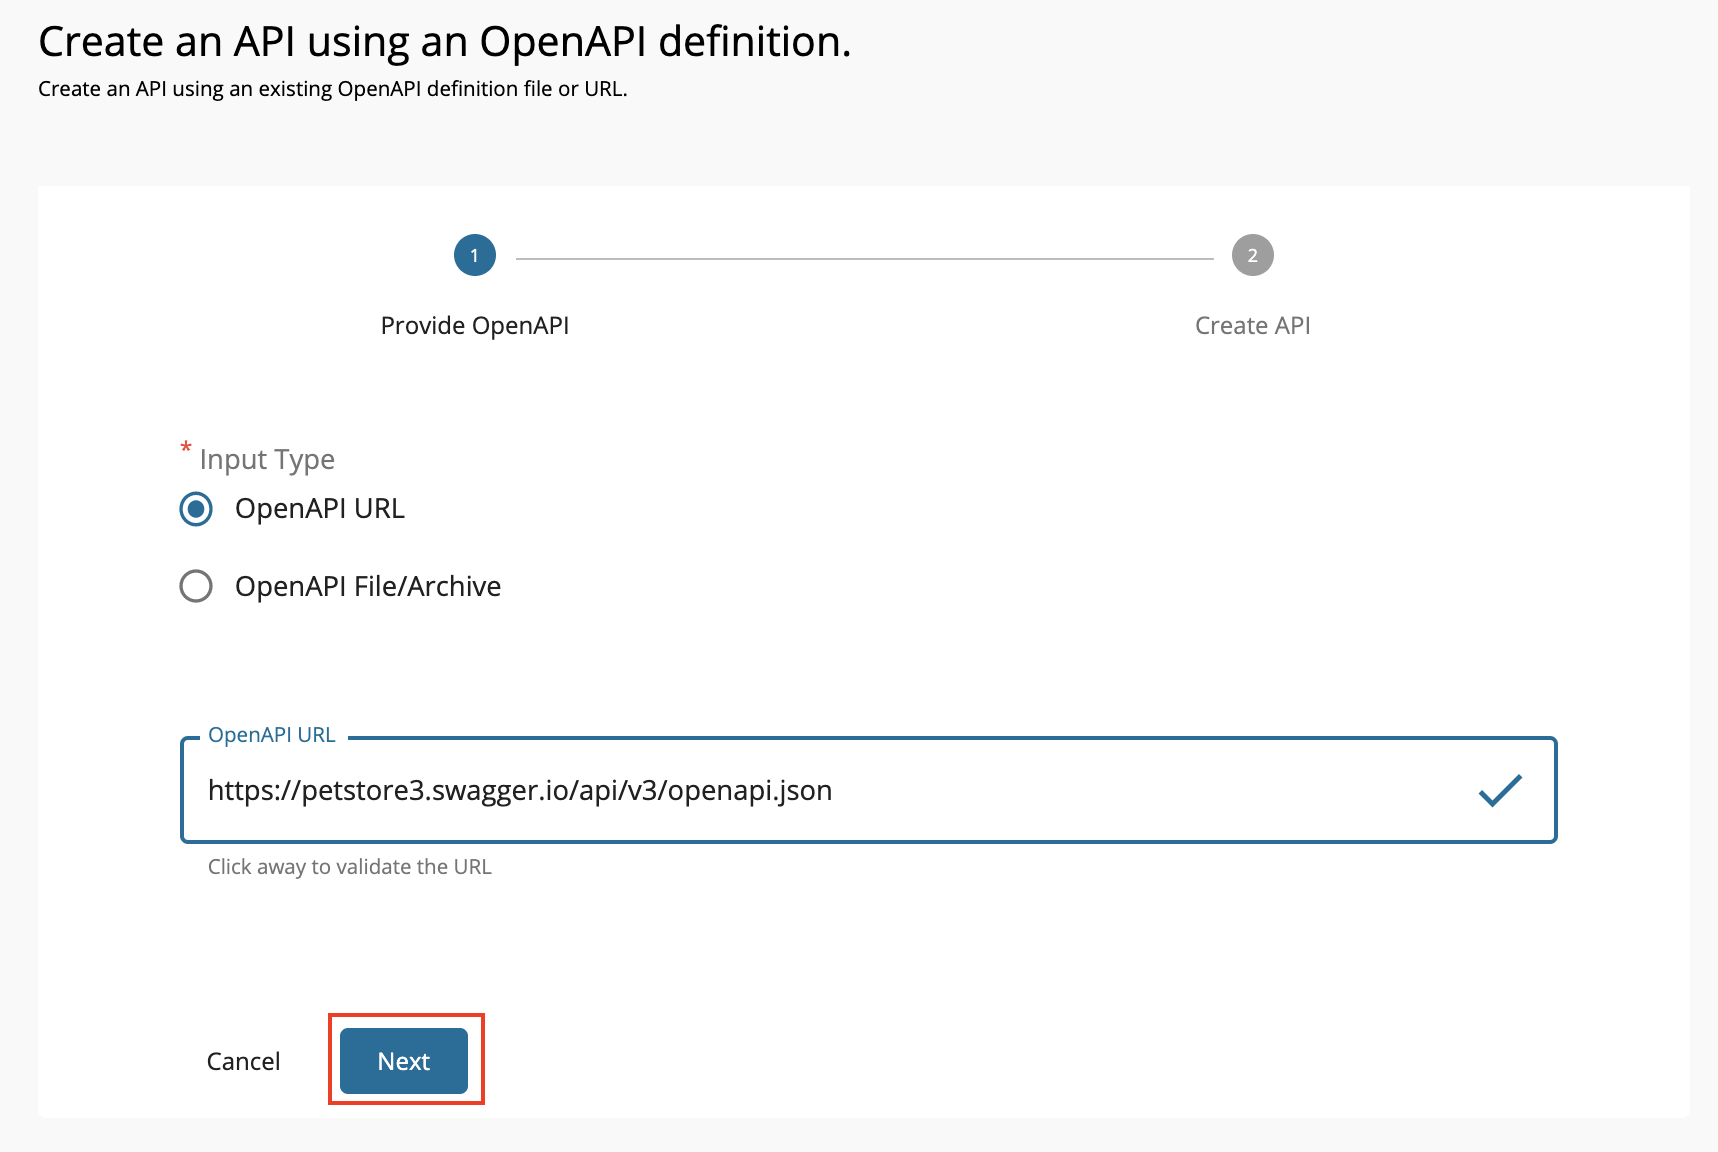 Create an API using an OpenAPI definition.
Create an API using an existing OpenAPI definition file or URL.
1
2
Provide OpenAPI
Create API
* Input Type
OpenAPI URL
OpenAPI File/Archive
OpenAPI URL
https://petstore3.swagger.io/api/v3/openapi.json
Click away to validate the URL
Cancel
Next